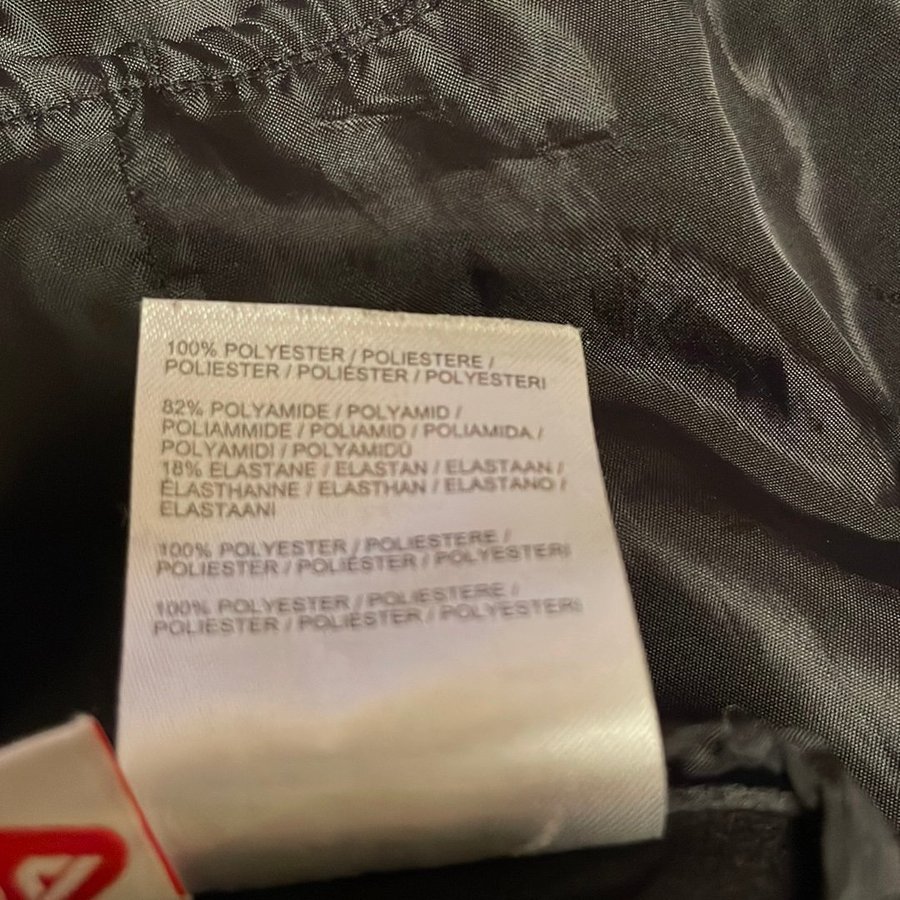 100% POLYESTER / POLIESTERE /
POLIESTER / POLIÉSTER / POLYESTERI
82% POLYAMIDE / POLYAMID /
POLIAMMIDE / POLIAMID / POLIAMIDA /
POLYAMIDI / POLYAMIDŮ
18% ELASTANE / ELASTAN / ELASTAAN /
ÉLASTHANNE / ELASTHAN / ELASTANO /
ELASTAANI
100% POLYESTER / POLIESTERE /
POLIESTER / POLIÉSTER / POLYESTERI
100% POLYESTER / POLIESTERE /
POLIESTER / POLIÉSTER / POLYESTERI